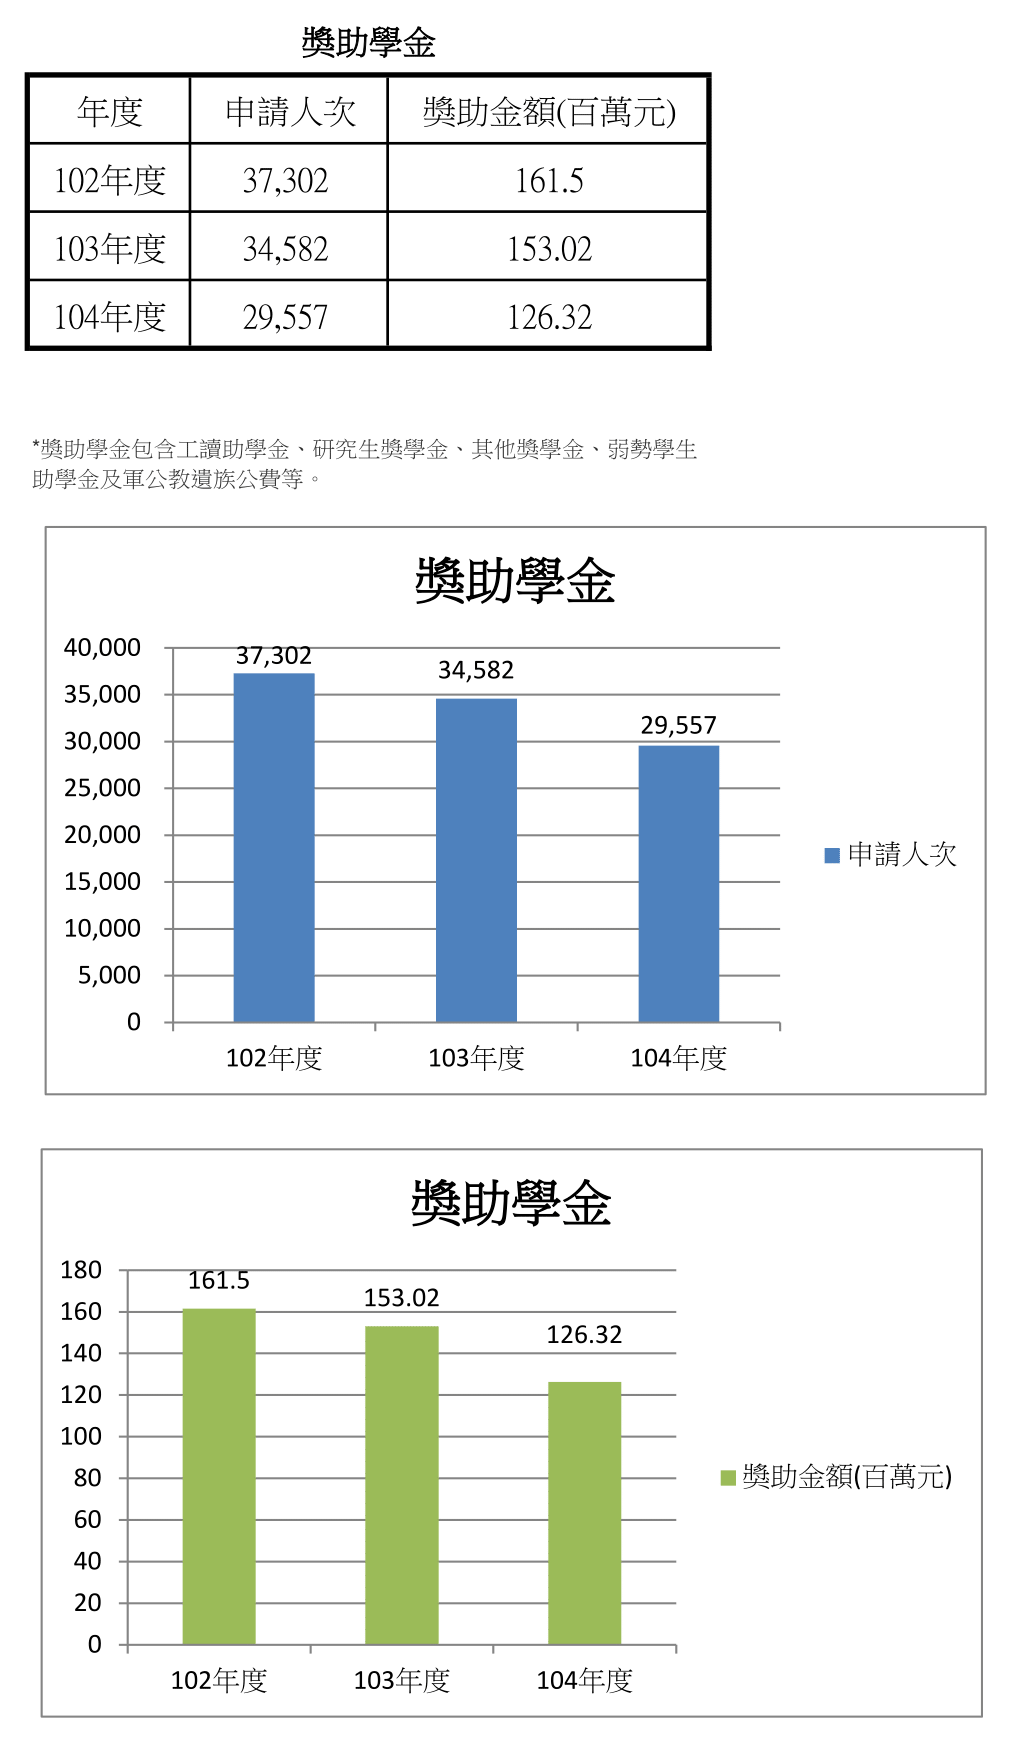 獎助學金
年度 申請人次 獎助金額(百萬元)
102年度 37,302 161.5
103年度 34,582 153.02
104年度 29,557 126.32
*獎助學金包含工讀助學金、研究生獎學金、其他獎學金、弱勢學生
助學金及軍公教遺族公費等。
獎助學金
40,000
35,000
30,000
25,000
20,000
15,000
10,000
5,000
0
37,302
34,582
29,557
102年度 103年度 104年度
申請人次
獎助學金
180
160
140
120
100
80
60
40
20
0
161.5
153.02
126.32
102年度 103年度 104年度
獎助金額(百萬元)